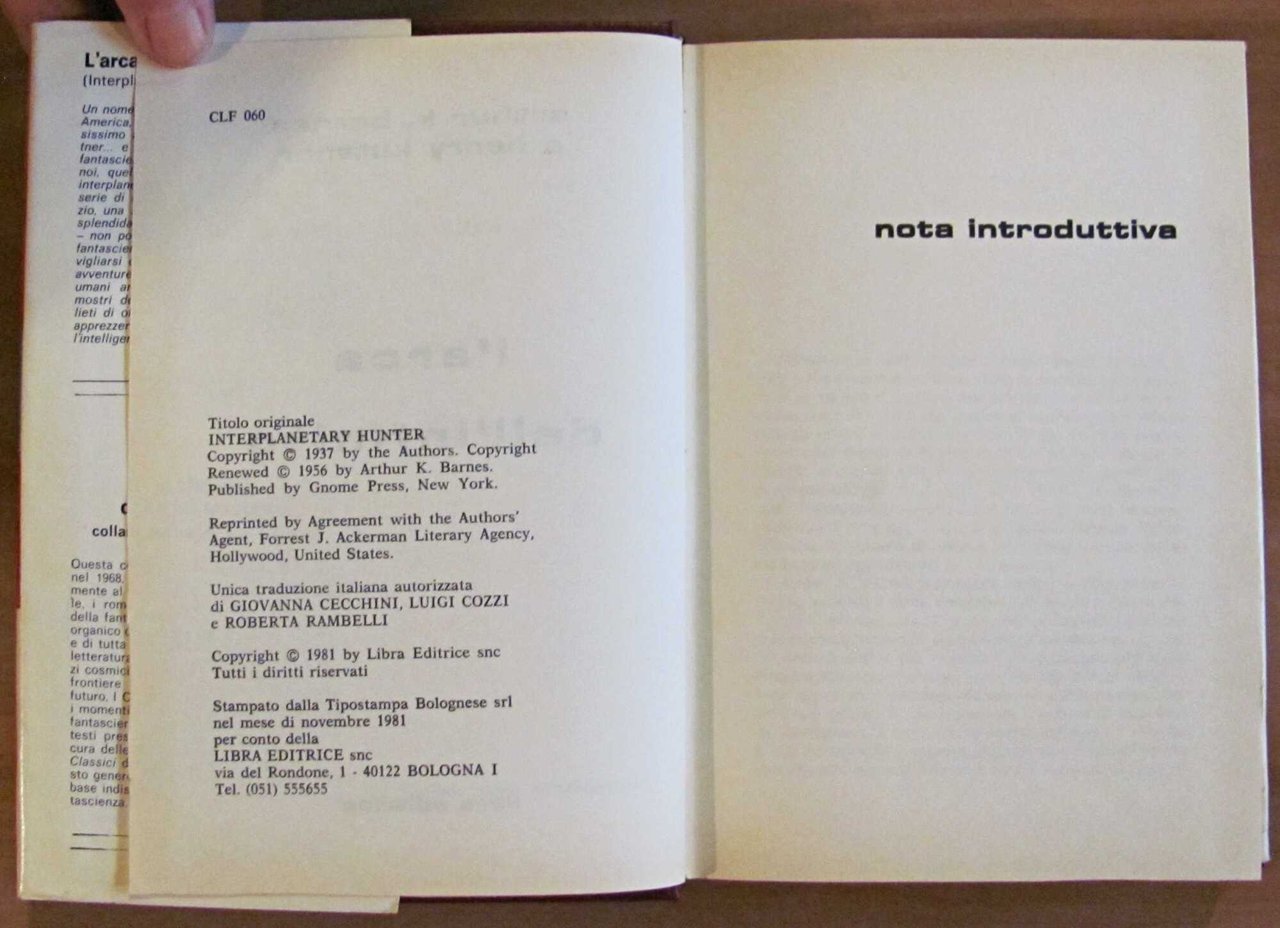 L'arca
(Interpl
Un nome
America,
sissimo
tner... e
fantascie
noi, quel
interplan
serie di
zio, una
splendida
– non po
fantascie
vigliarsi
avventure
umani
mostri
lieti di
apprezzer
l'intellige
colla
Questa
nel 1968,
mente al
le, i rom
della fant
organico
e di tutta
letteratura
zi cosmici
frontiere
futuro. I
i momenti
fantascier
testi pres
cura delle
Classici
sto gener
base indis
tascienza.
CLF 060
Titolo originale
INTERPLANETARY HUNTER
Copyright © 1937 by the Authors. Copyright
Renewed © 1956 by Arthur K. Barnes.
Published by Gnome Press, New York.
Reprinted by Agreement with the Authors'
Agent, Forrest J. Ackerman Literary Agency,
Hollywood, United States.
Unica traduzione italiana autorizzata
di GIOVANNA CECCHINI, LUIGI COZZI
e ROBERTA RAMBELLI
Copyright © 1981 by Libra Editrice snc
Tutti i diritti riservati
Stampato dalla Tipostampa Bolognese srl
nel mese di novembre 1981
per conto della
LIBRA EDITRICE snc
via del Rondone, 1 - 40122 BOLOGNA I
Tel. (051) 555655
nota introduttiva